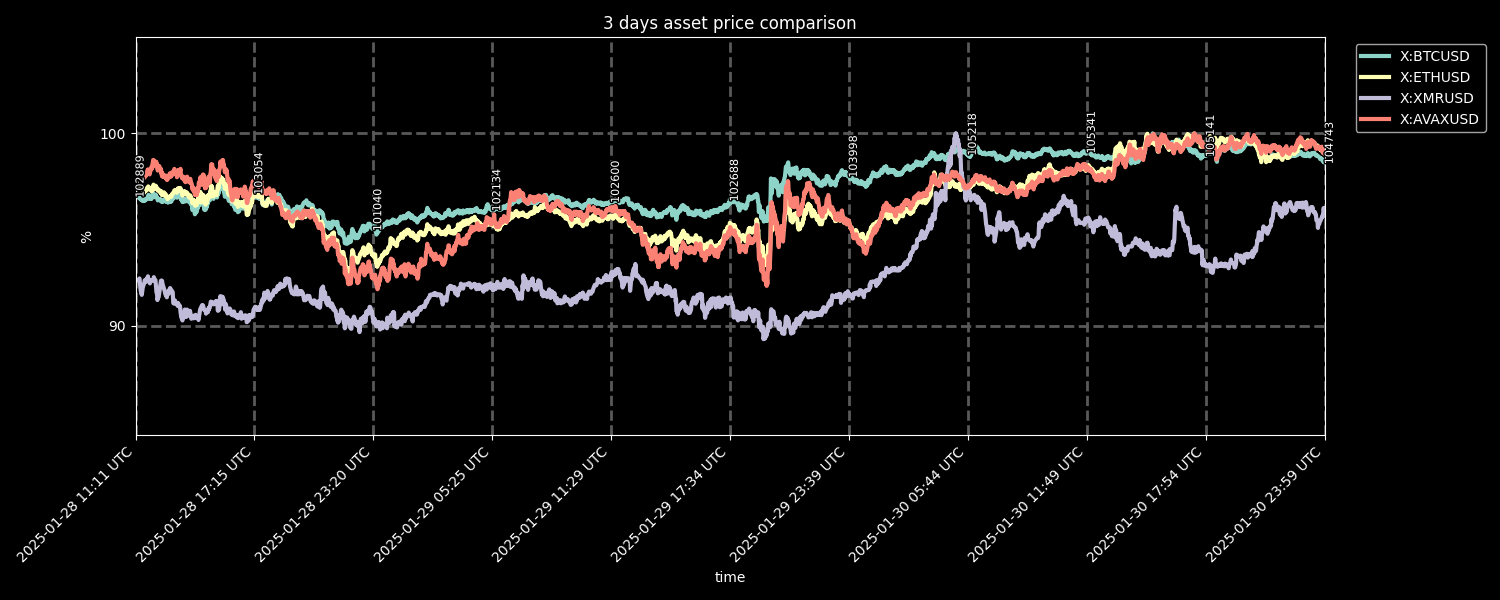 3 days asset price comparison
X:BTCUSD
X:ETHUSD
X:XMRUSD
X:AVAXUSD
100
90
%
102889
103054
101040
102134
102600
102688
103998
105218
105341
105141
104743
2025-01-28 11:11 UTC
2025-01-28 17:15 UTC
2025-01-28 23:20 UTC
2025-01-29 05:25 UTC
2025-01-29 11:29 UTC
2025-01-29 17:34 UTC
2025-01-29 23:39 UTC
2025-01-30 05:44 UTC
2025-01-30 11:49 UTC
2025-01-30 17:54 UTC
2025-01-30 23:59 UTC
time